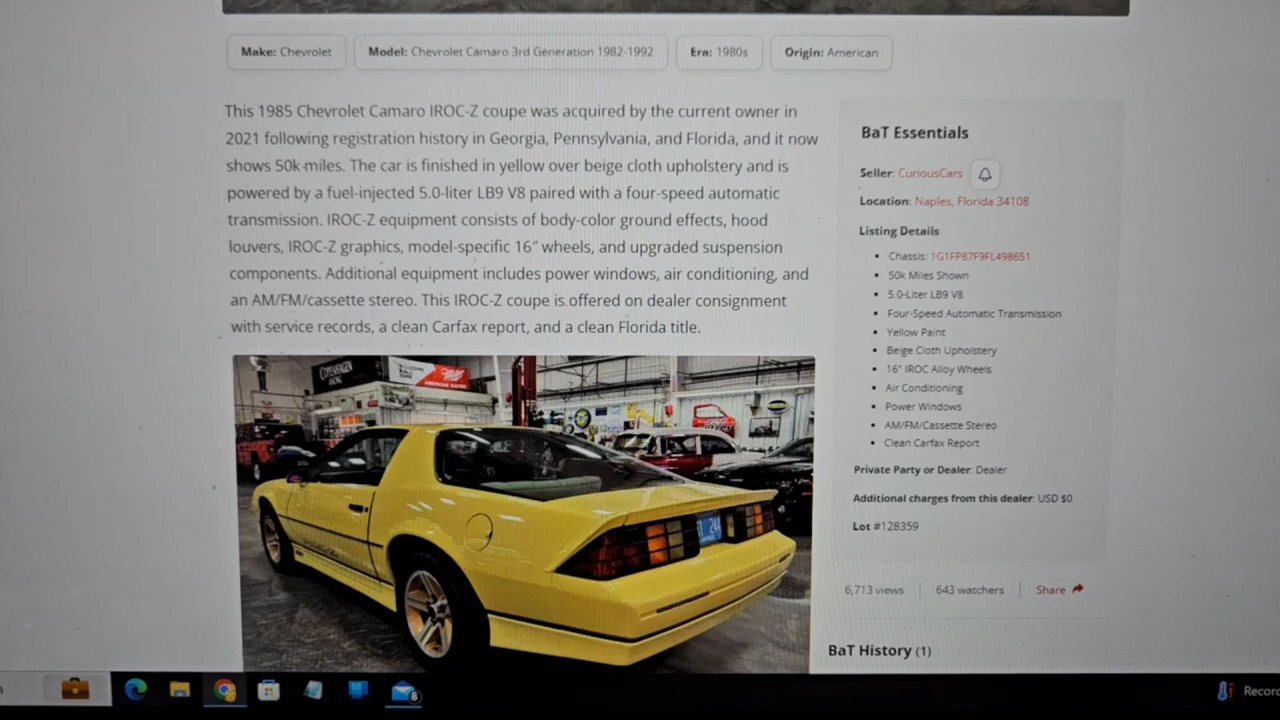 Make: Chevrolet
Model: Chevrolet Camaro 3rd Generation 1982-1992
Era: 1980s
Origin: American
This 1985 Chevrolet Camaro IROC-Z coupe was acquired by the current owner in
2021 following registration history in Georgia, Pennsylvania, and Florida, and it now
shows 50k miles. The car is finished in yellow over beige cloth upholstery and is
powered by a fuel-injected 5.0-liter LB9 V8 paired with a four-speed automatic
transmission. IROC-Z equipment consists of body-color ground effects, hood
louvers, IROC-Z graphics, model-specific 16″ wheels, and upgraded suspension
components. Additional equipment includes power windows, air conditioning, and
an AM/FM/cassette stereo. This IROC-Z coupe is offered on dealer consignment
with service records, a clean Carfax report, and a clean Florida title.
COPENHAGEN
RACING
BaT Essentials
Seller: CuriousCars
Location: Naples, Florida 34108
Listing Details
• Chassis: 1G1FP87F9FL498651
• 50k Miles Shown
• 5.0-Liter LB9 V8
• Four-Speed Automatic Transmission
• Yellow Paint
• Beige Cloth Upholstery
• 16″ IROC Alloy Wheels
• Air Conditioning
• Power Windows
• AM/FM/Cassette Stereo
• Clean Carfax Report
Private Party or Dealer: Dealer
Additional charges from this dealer: USD $0
Lot #128359
6,713 views
643 watchers
Share
BaT History (1)
8
Recor